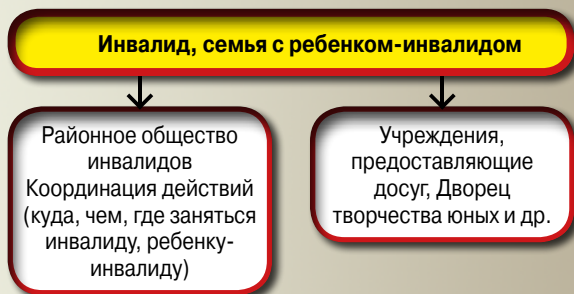 Инвалид, семья с ребенком-инвалидом
Районное общество
инвалидов
Координация действий
(куда, чем, где заняться
инвалиду, ребенку-
инвалиду)
Учреждения,
предоставляющие
досуг, Дворец
творчества юных и др.